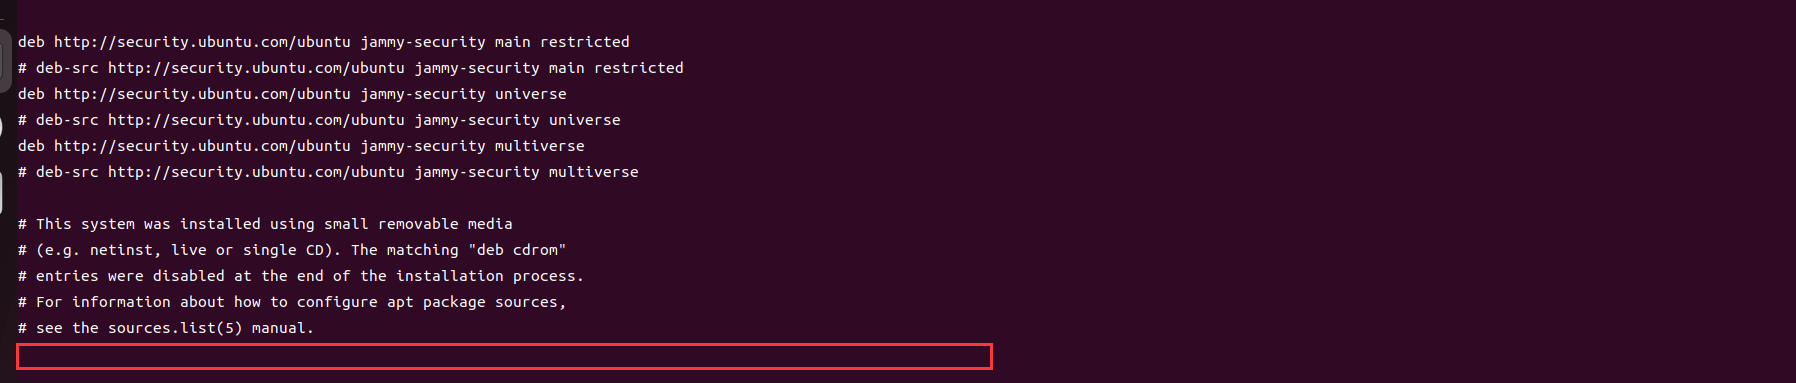 deb http://security.ubuntu.com/ubuntu jammy-security main restricted
# deb-src http://security.ubuntu.com/ubuntu jammy-security main restricted
deb http://security.ubuntu.com/ubuntu jammy-security universe
# deb-src http://security.ubuntu.com/ubuntu jammy-security universe
deb http://security.ubuntu.com/ubuntu jammy-security multiverse
# deb-src http://security.ubuntu.com/ubuntu jammy-security multiverse
# This system was installed using small removable media
# (e.g. netinst, live or single CD). The matching "deb cdrom"
# entries were disabled at the end of the installation process.
# For information about how to configure apt package sources,
# see the sources.list(5) manual.